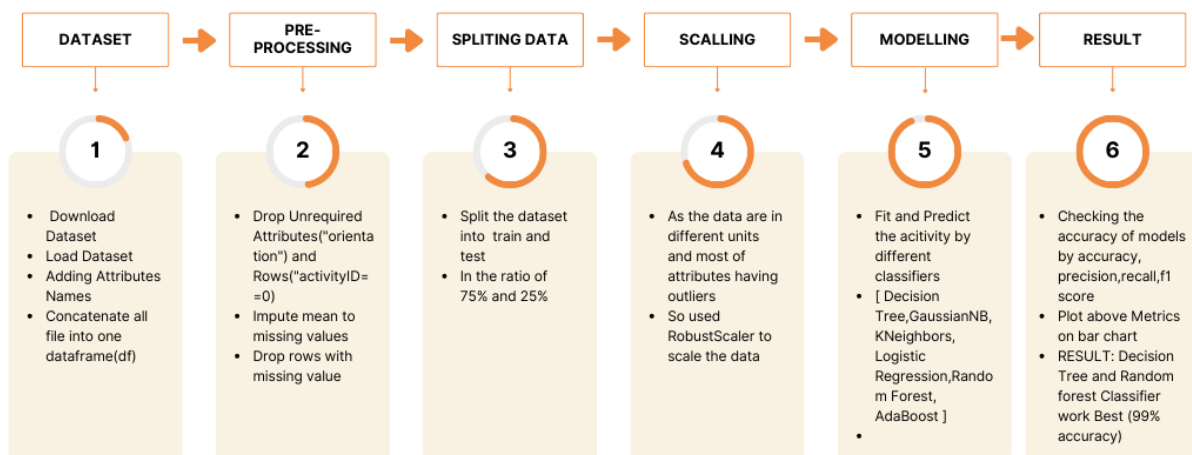 DATASET
PRE-
PROCESSING
SPLITING DATA
SCALLING
MODELLING
RESULT
1
2
3
4
5
6
• Download
Dataset
• Load Dataset
• Adding Attributes
Names
• Concatenate all
file into one
dataframe(df)
• Drop Unrequired
Attributes("orienta
tion") and
Rows("activityID=
=0)
• Impute mean to
missing values
• Drop rows with
missing value
• Split the dataset
into train and
test
• In the ratio of
75% and 25%
• As the data are in
different units
and most of
attributes having
outliers
• So used
RobustScaler to
scale the data
• Fit and Predict
the acitivity by
different
classifiers
• [ Decision
Tree,GaussianNB,
KNeighbors,
Logistic
Regression,Rando
m Forest,
AdaBoost ]
•
• Checking the
accuracy of models
by accuracy,
precision,recall,f1
score
• Plot above Metrics
on bar chart
• RESULT: Decision
Tree and Random
forest Classifier
work Best (99%
accuracy)